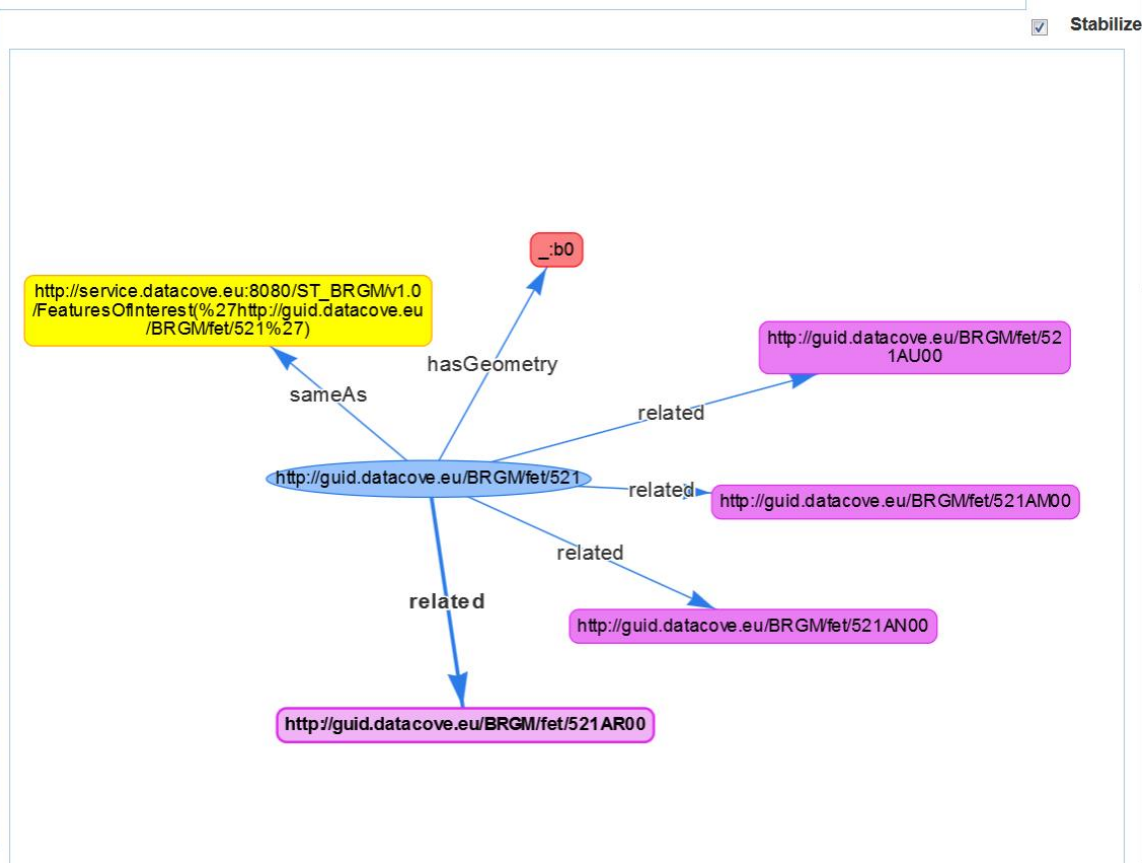 Stabilize
_:b0
http://service.datacove.eu:8080/ST_BRGM/v1.0
/FeaturesOfInterest(%27http://guid.datacove.eu
/BRGM/fet/521%27)
http://guid.datacove.eu/BRGM/fet/52
1AU00
hasGeometry
sameAs
related
http://guid.datacove.eu/BRGM/fet/521
related
http://guid.datacove.eu/BRGM/fet/521AM00
related
related
http://guid.datacove.eu/BRGM/fet/521AN00
http://guid.datacove.eu/BRGM/fet/521AR00